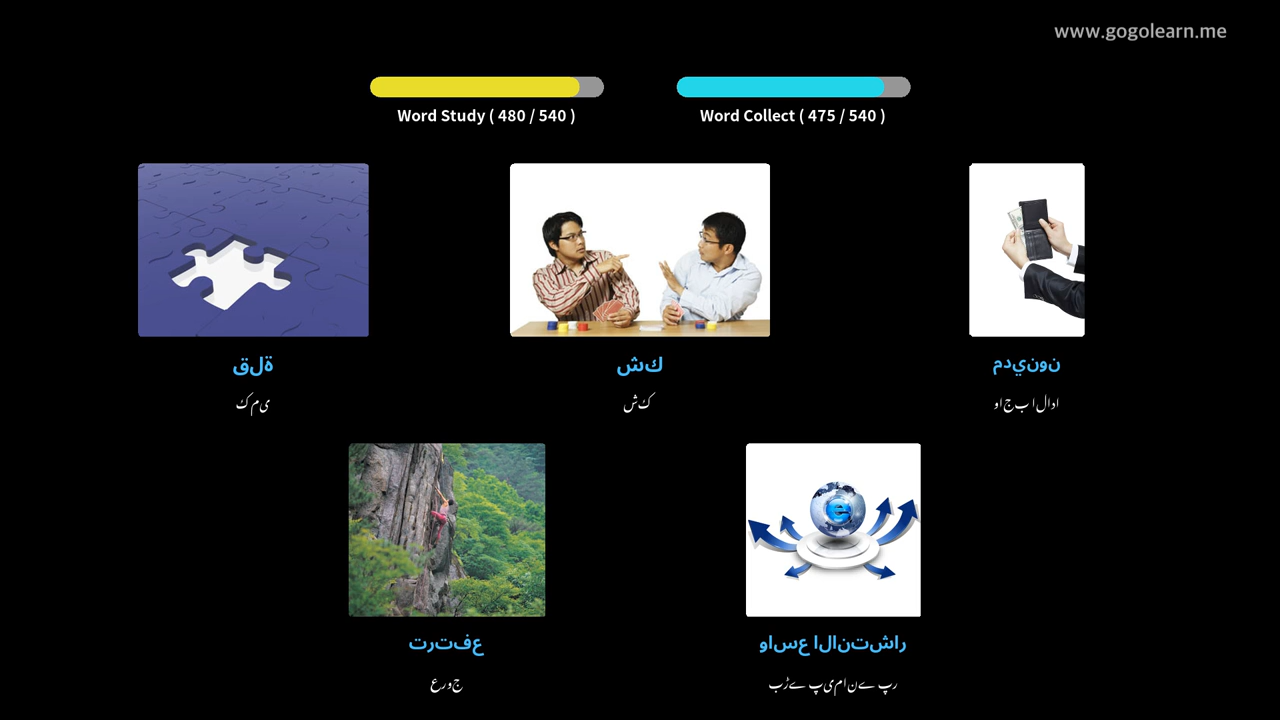 www.gogolearn.me
Word Study ( 480 / 540 )
Word Collect ( 475 / 540 )
قلة
کمی
شك
شک
مدينون
واجب الادا
ترتفع
عروج
واسع الانتشار
بڑے پیمانے پر